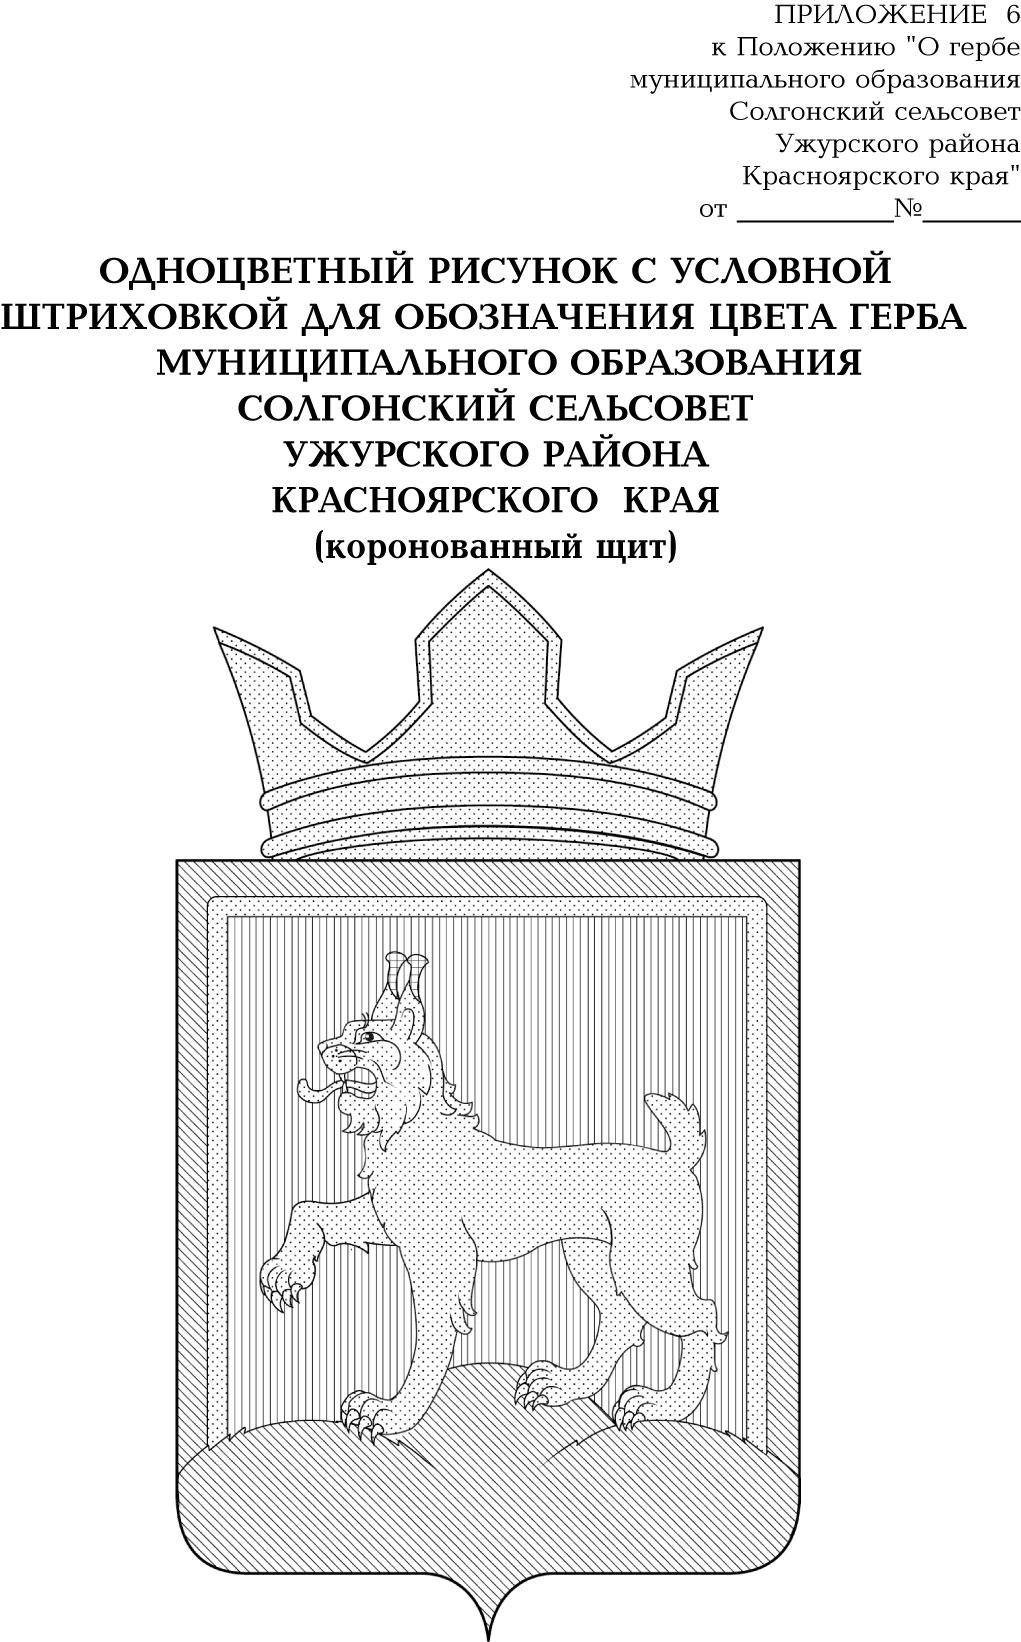 ПРИЛОЖЕНИЕ 6
к Положению "О гербе
муниципального образования
Солгонский сельсовет
Ужурского района
Красноярского края"
от ____________№________
ОДНОЦВЕТНЫЙ РИСУНОК С УСЛОВНОЙ
ШТРИХОВКОЙ ДЛЯ ОБОЗНАЧЕНИЯ ЦВЕТА ГЕРБА
МУНИЦИПАЛЬНОГО ОБРАЗОВАНИЯ
СОЛГОНСКИЙ СЕЛЬСОВЕТ
УЖУРСКОГО РАЙОНА
КРАСНОЯРСКОГО КРАЯ
(коронованный щит)